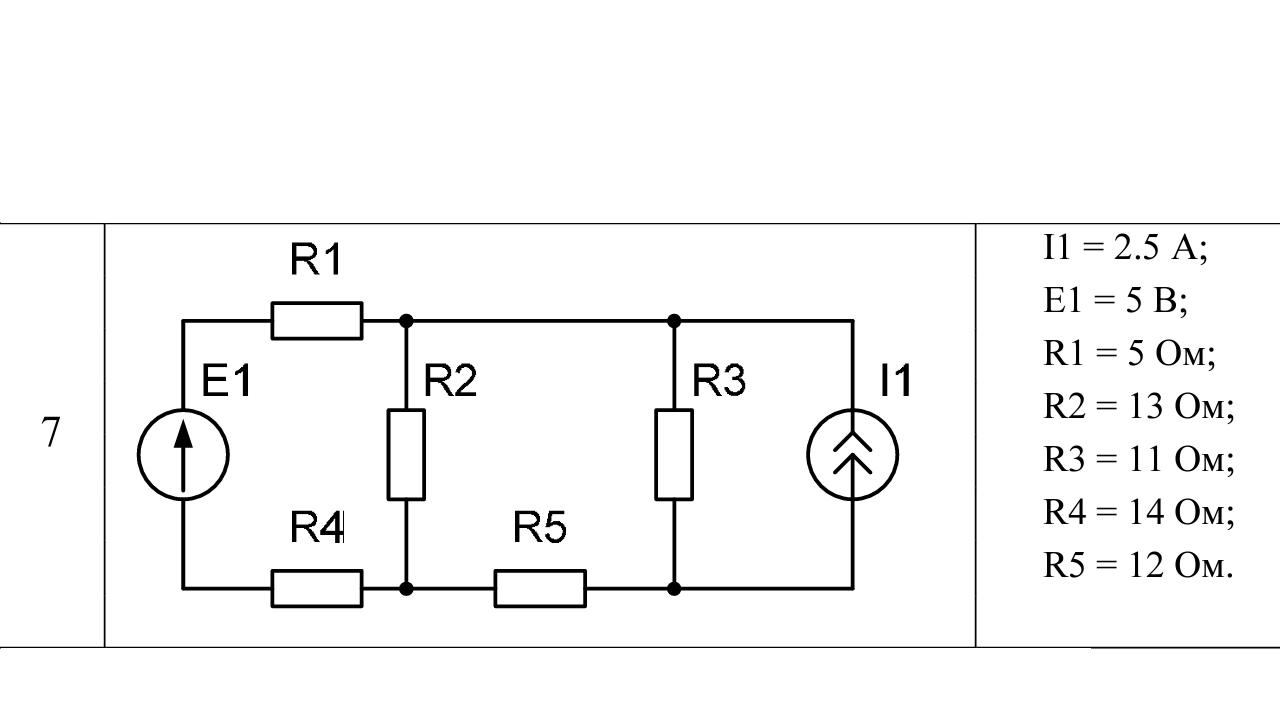 7
R1
E1
R2
R3
I1
R4
R5
I1 = 2.5 А;
E1 = 5 В;
R1 = 5 Ом;
R2 = 13 Ом;
R3 = 11 Ом;
R4 = 14 Ом;
R5 = 12 Ом.